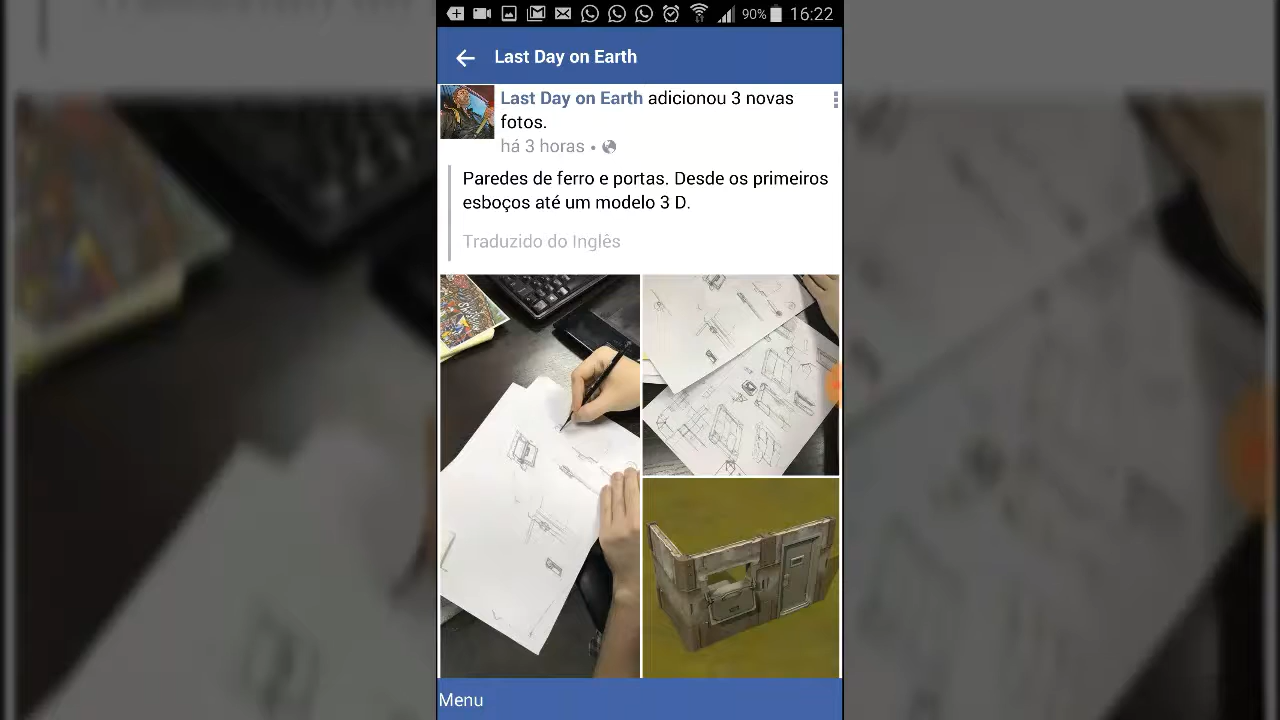 90% 16:22
Last Day on Earth
Last Day on Earth adicionou 3 novas
fotos.
há 3 horas •
Paredes de ferro e portas. Desde os primeiros
esboços até um modelo 3 D.
Traduzido do Inglês
Menu